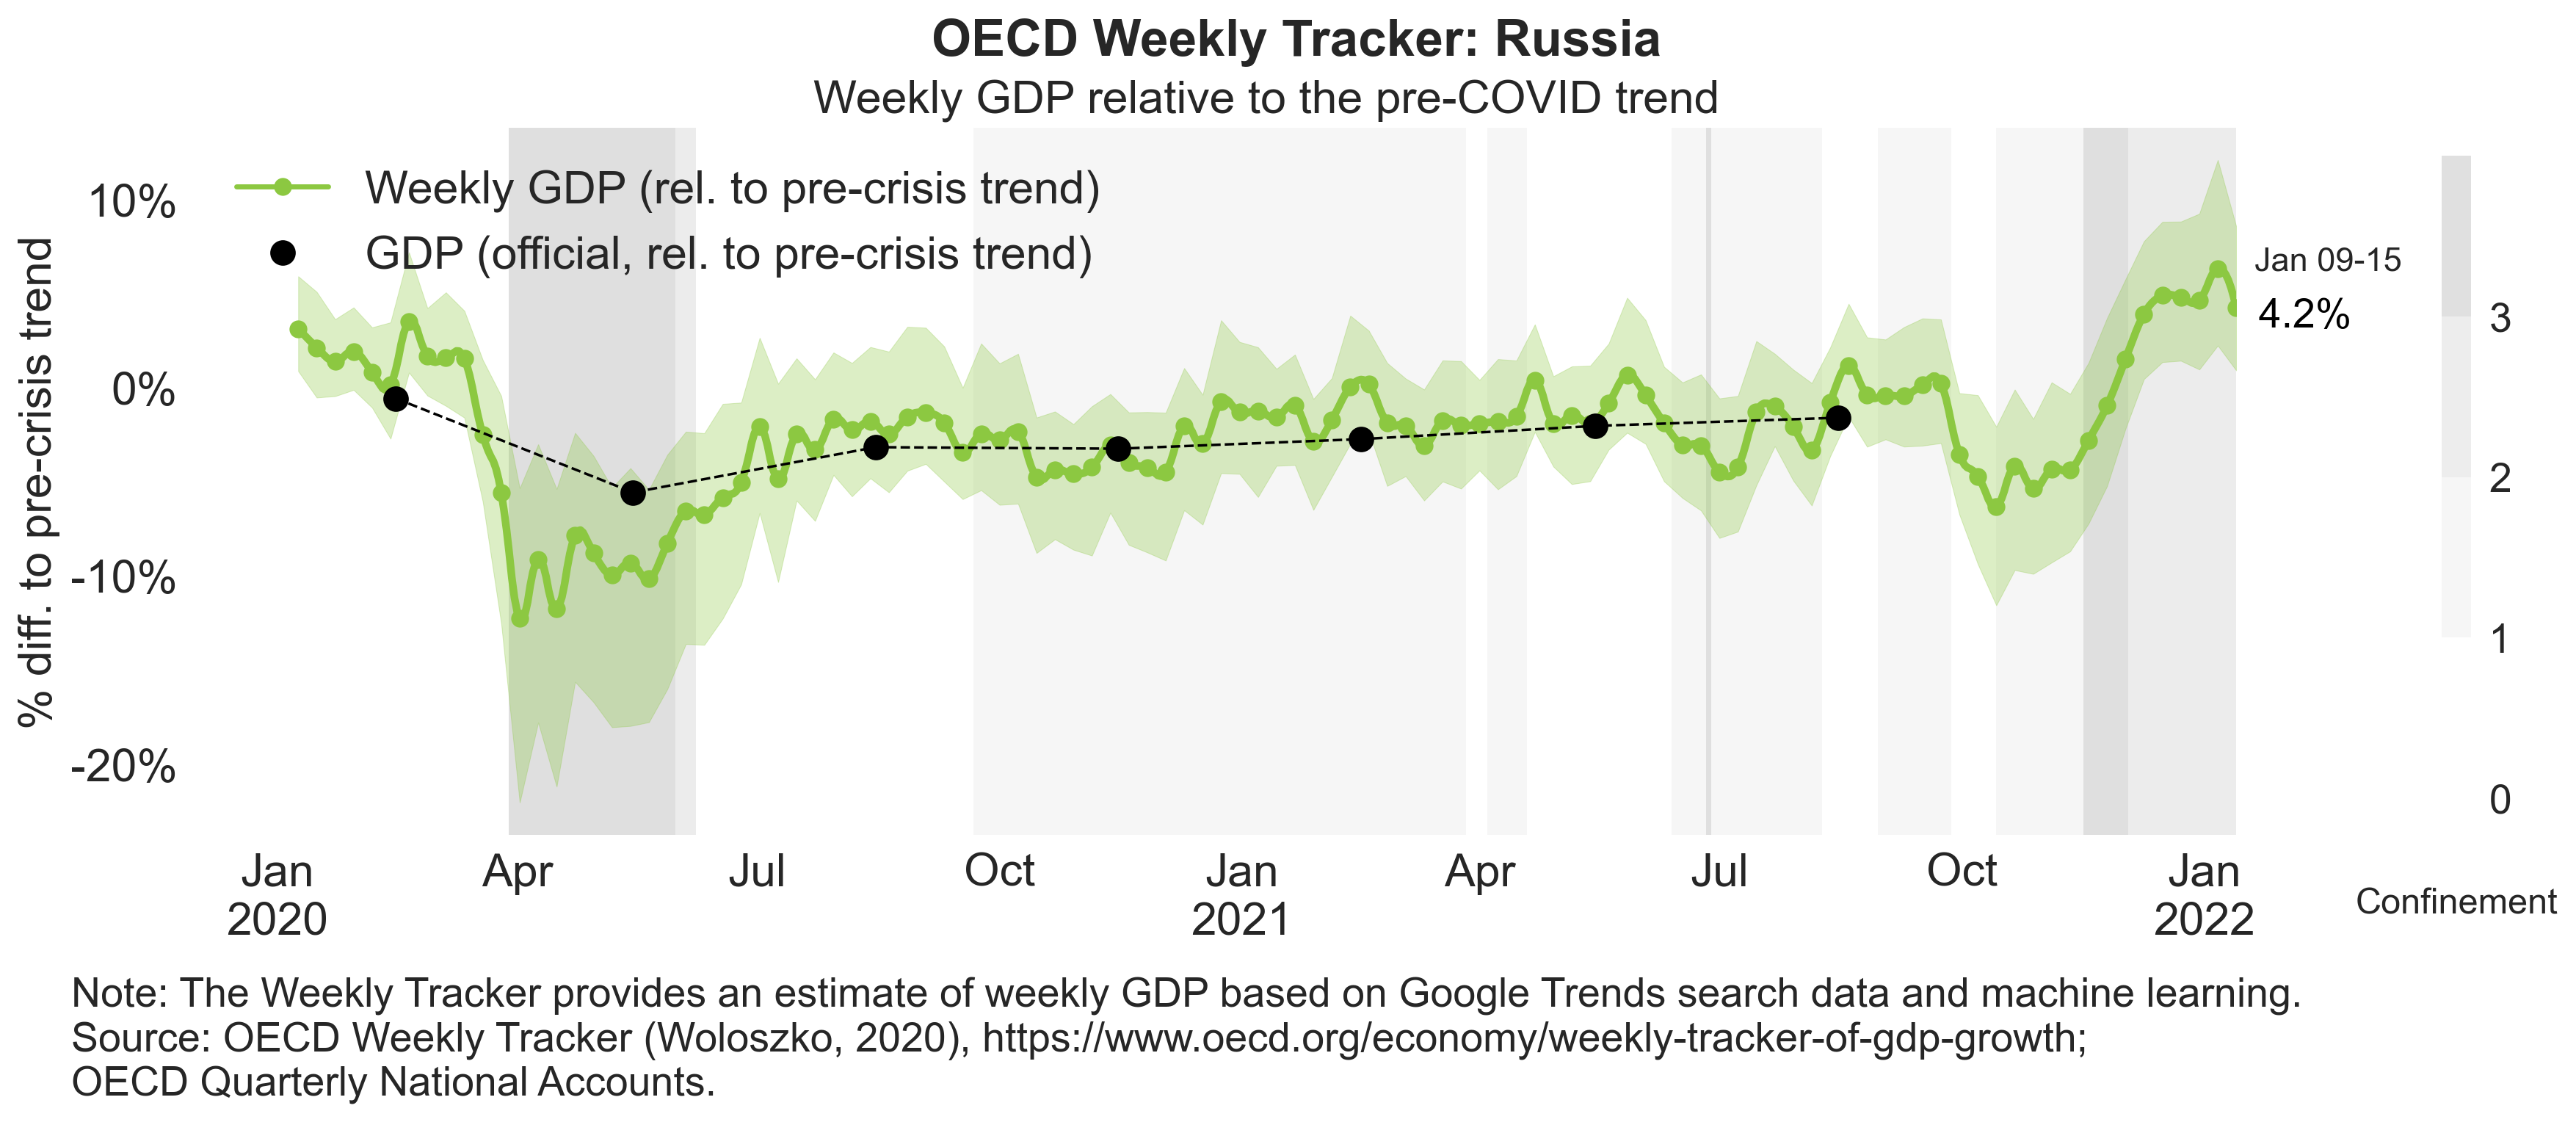 OECD Weekly Tracker: Russia
Weekly GDP relative to the pre-COVID trend
Weekly GDP (rel. to pre-crisis trend)
GDP (official, rel. to pre-crisis trend)
% diff. to pre-crisis trend
10%
0%
-10%
-20%
Jan 09-15
4.2%
3
2
1
0
Confinement
Jan
2020
Apr
Jul
Oct
Jan
2021
Apr
Jul
Oct
Jan
2022
Note: The Weekly Tracker provides an estimate of weekly GDP based on Google Trends search data and machine learning.
Source: OECD Weekly Tracker (Woloszko, 2020), https://www.oecd.org/economy/weekly-tracker-of-gdp-growth;
OECD Quarterly National Accounts.